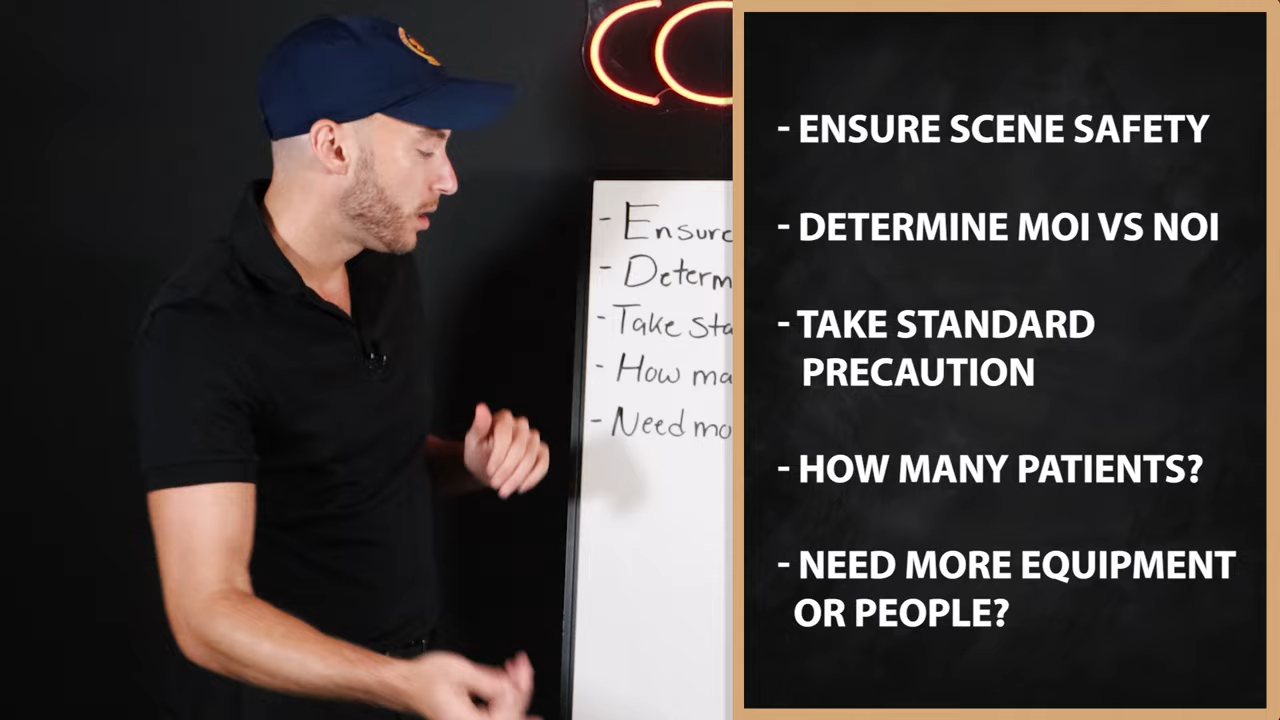 CO
- Ensure
- Determ
- Take sta
- How ma
- Need mo
- ENSURE SCENE SAFETY
- DETERMINE MOI VS NOI
- TAKE STANDARD
PRECAUTION
- HOW MANY PATIENTS?
- NEED MORE EQUIPMENT
OR PEOPLE?